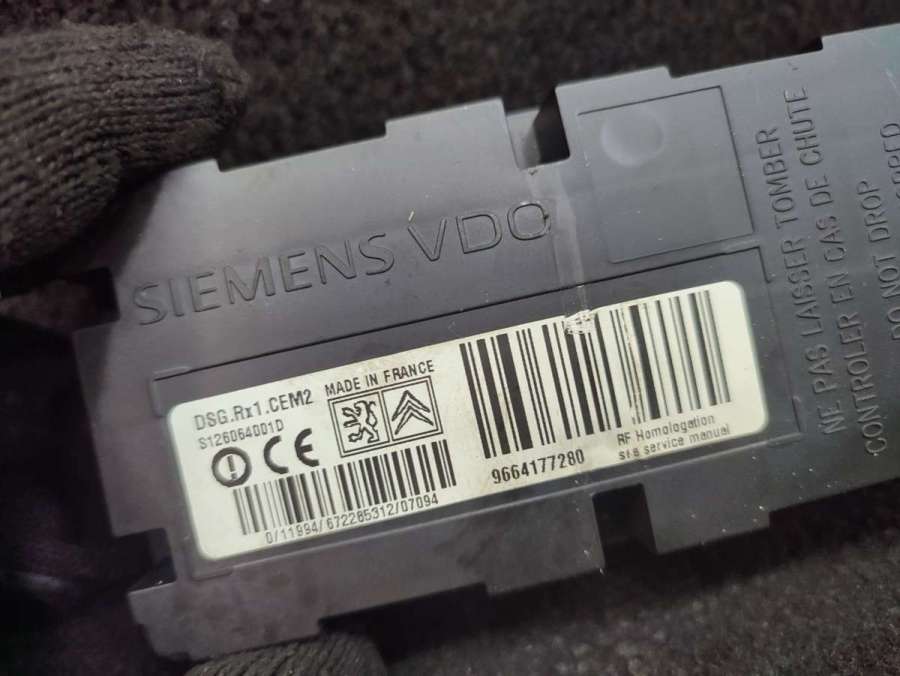 SIEMENS VDO
DSG.Rx1.CEM2
MADE IN FRANCE
S126064001D
CE
0/11994/672285312/07094
9664177280
RF Homologation
s/s service manual
NE PAS LAISSER TOMBER
CONTROLER EN CAS DE CHUTE
DO NOT DROP